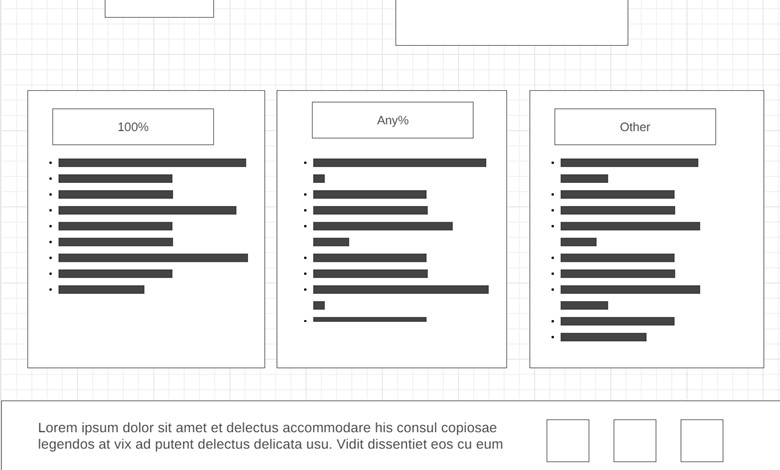 100%
Any%
Other
Lorem ipsum dolor sit amet et delectus accommodare his consul copiosae
legendos at vix ad putent delectus delicata usu. Vidit dissentiet eos cu eum